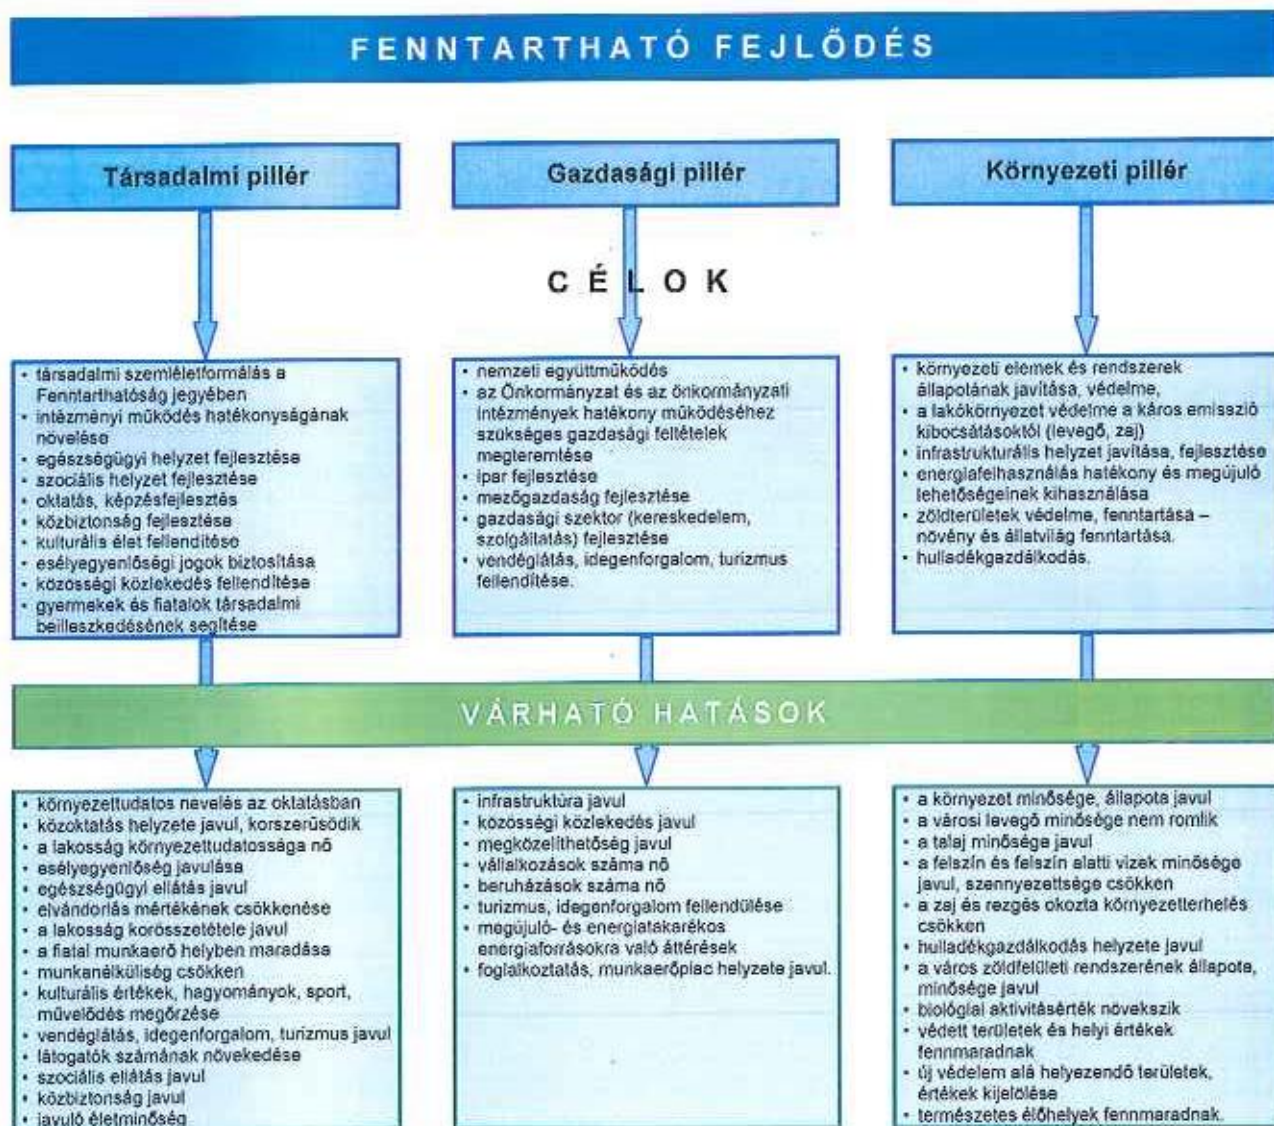 FENNTARTHATÓ FEJLŐDÉS
Társadalmi pillér
Gazdasági pillér
Környezeti pillér
CÉLOK
• társadalmi szemléletformálás a
Fenntarthatóság jegyében
• intézményi működés hatékonyságának
növelése
• egészségügyi helyzet fejlesztése
• szociális helyzet fejlesztése
• oktatás, képzésfejlesztés
• közbiztonság fejlesztése
• kulturális élet fellendítése
• esélyegyenlőségi jogok biztosítása
• közösségi közlekedés fellendítése
• gyermekek és fiatalok társadalmi
beilleszkedésének segítése
• nemzeti együttműködés
• az Önkormányzat és az önkormányzati
intézmények hatékony működéséhez
szükséges gazdasági feltételek
megteremtése
• ipar fejlesztése
• mezőgazdaság fejlesztése
• gazdasági szektor (kereskedelem,
szolgáltatás) fejlesztése
• vendéglátás, idegenforgalom, turizmus
fellendítése.
• környezeti elemek és rendszerek
állapotának javítása, védelme,
• a lakókörnyezet védelme a káros emisszió
kibocsátásoktól (levegő, zaj)
• infrastrukturális helyzet javítása, fejlesztése
• energiafelhasználás hatékony és megújuló
lehetőségeinek kihasználása
• zöldterületek védelme, fenntartása –
növény és állatvilág fenntartása.
• hulladékgazdálkodás.
VÁRHATÓ HATÁSOK
• környezettudatos nevelés az oktatásban
• közoktatás helyzete javul, korszerűsödik
• a lakosság környezettudatossága nő
• esélyegyenlőség javulása
• egészségügyi ellátás javul
• elvándorlás mértékének csökkenése
• a lakosság korösszetétele javul
• a fiatal munkaerő helyben maradása
• munkanélküliség csökken
• kulturális értékek, hagyományok, sport,
művelődés megőrzése
• vendéglátás, idegenforgalom, turizmus javul
• látogatók számának növekedése
• szociális ellátás javul
• közbiztonság javul
• javuló életminőség
• infrastruktúra javul
• közösségi közlekedés javul
• megközelíthetőség javul
• vállalkozások száma nő
• beruházások száma nő
• turizmus, idegenforgalom fellendülése
• megújuló- és energiatakarékos
energiaforrásokra való áttérések
• foglalkoztatás, munkaerőpiac helyzete javul.
• a környezet minősége, állapota javul
• a városi levegő minősége nem romlik
• a talaj minősége javul
• a felszín és felszín alatti vizek minősége
javul, szennyezettsége csökken
• a zaj és rezgés okozta környezetterhelés
csökken
• hulladékgazdálkodás helyzete javul
• a város zöldfelületi rendszerének állapota,
minősége javul
• biológiai aktivitásérték növekszik
• védett területek és helyi értékek
fennmaradnak
• új védelem alá helyezendő területek,
értékek kijelölése
• természetes élőhelyek fennmaradnak.